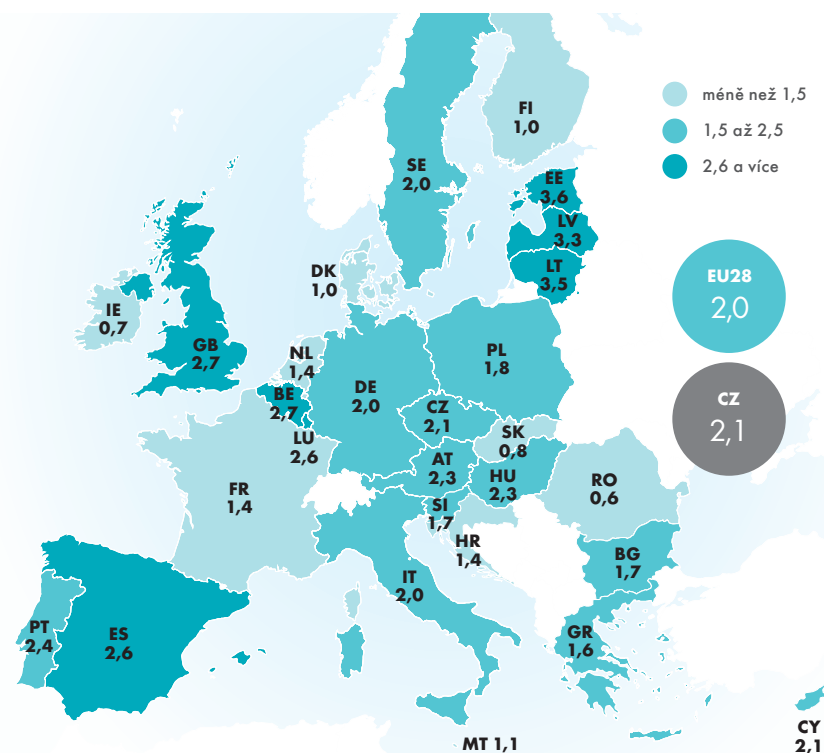 FI
1,0
méně než 1,5
1,5 až 2,5
2,6 a více
SE
2,0
EE
3,6
LV
3,3
LT
3,5
EU28
2,0
DK
1,0
IE
0,7
GB
2,7
NL
1,4
BE
2,7
LU
2,6
DE
2,0
PL
1,8
CZ
2,1
CZ
2,1
SK
0,8
AT
2,3
HU
2,3
SI
1,7
HR
1,4
RO
0,6
FR
1,4
BG
1,7
IT
2,0
GR
1,6
PT
2,4
ES
2,6
MT 1,1
CY
2,1